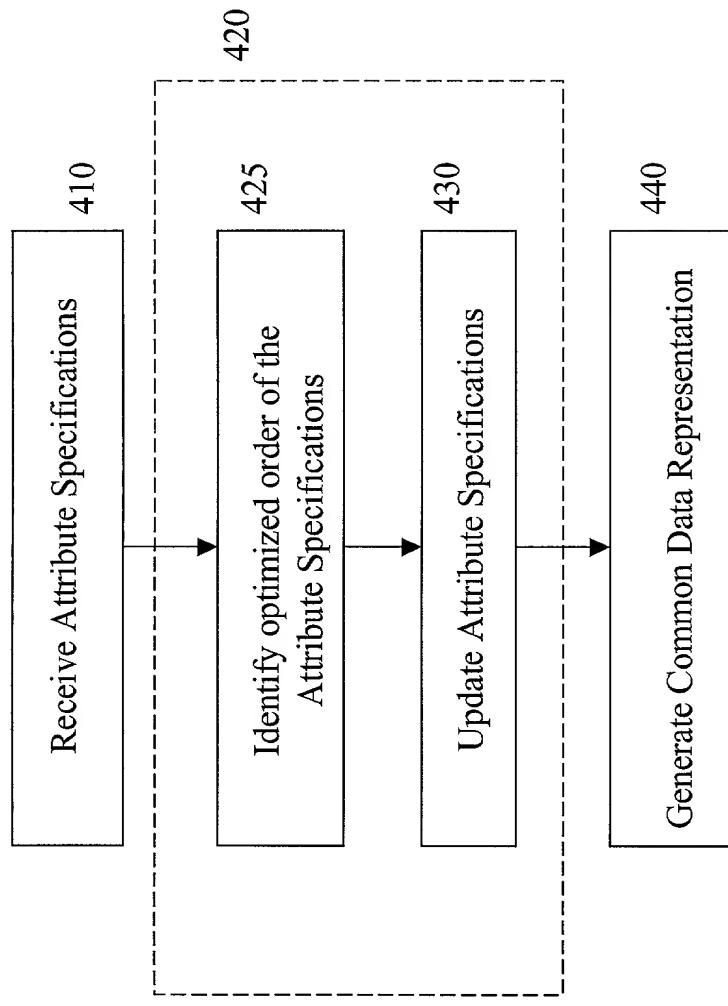 410
Receive Attribute Specifications
420
425
Identify optimized order of the
Attribute Specifications
430
Update Attribute Specifications
440
Generate Common Data Representation